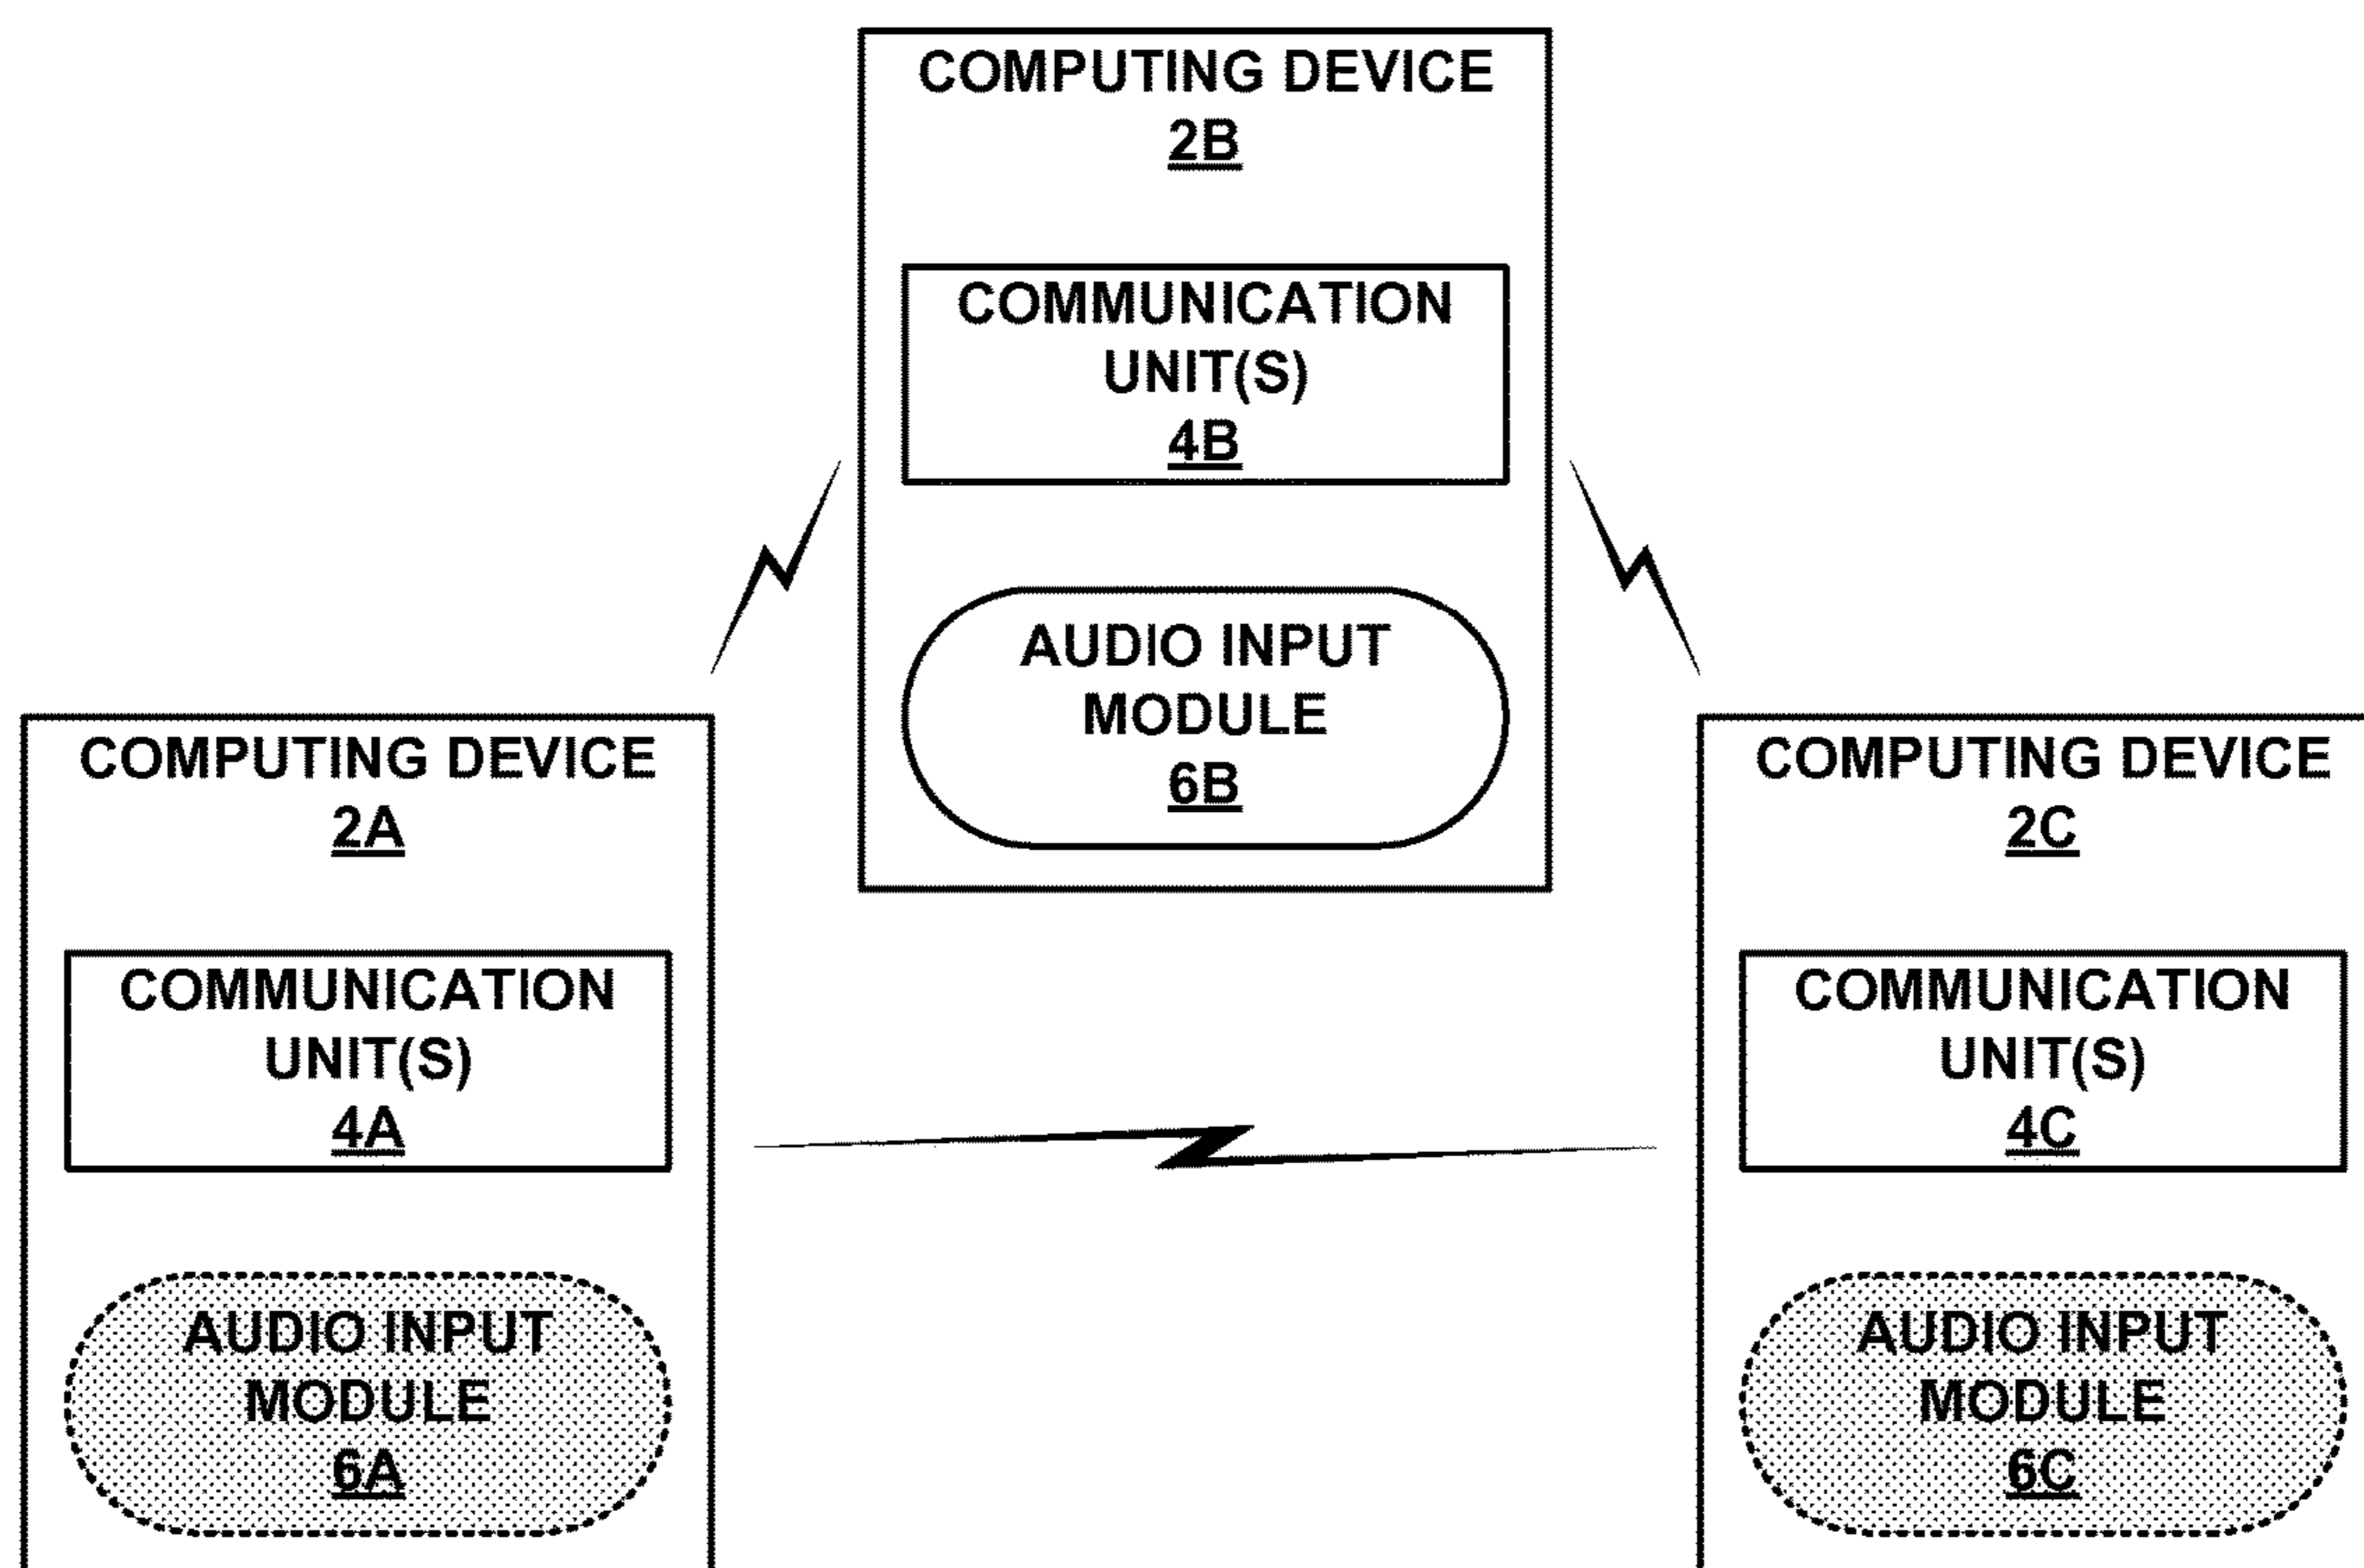 COMPUTING DEVICE
2B
COMMUNICATION
UNIT(S)
4B
AUDIO INPUT
MODULE
6B
COMPUTING DEVICE
2A
COMMUNICATION
UNIT(S)
4A
AUDIO INPUT
MODULE
6A
COMPUTING DEVICE
2C
COMMUNICATION
UNIT(S)
4C
AUDIO INPUT
MODULE
6C